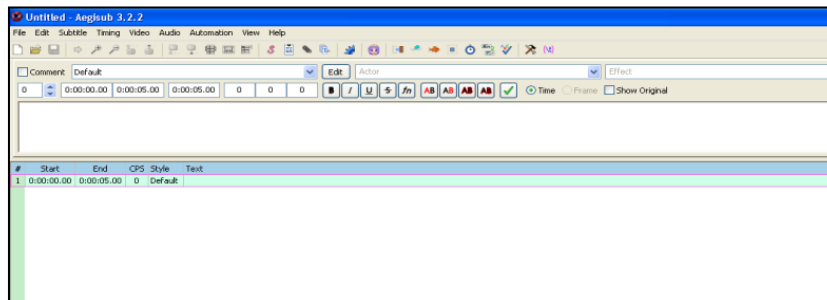 Untitled - Aegisub 3.2.2
File Edit Subtitle Timing Video Audio Automation View Help
Comment Default Edit Actor Effect
0 0:00:00.00 0:00:05.00 0:00:05.00 0 0 0 B I U S fn AB AB AB AB Time Frame Show Original
# Start End CPS Style Text
1 0:00:00.00 0:00:05.00 0 Default